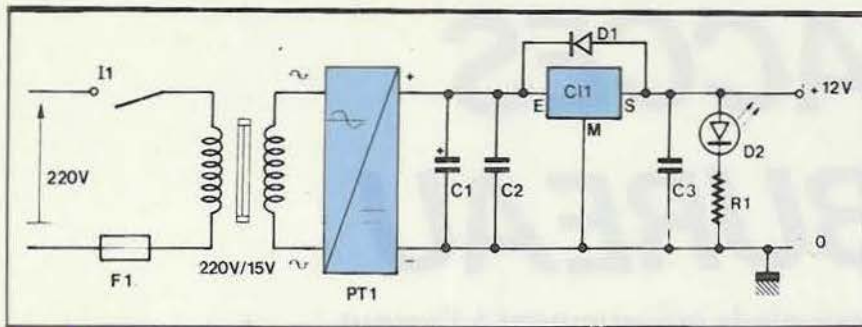 I1
220V
F1
220V/15V
~
~
PT1
+
-
+
C1
C2
D1
E
CI1
S
M
C3
D2
R1
+ 12V
- 0